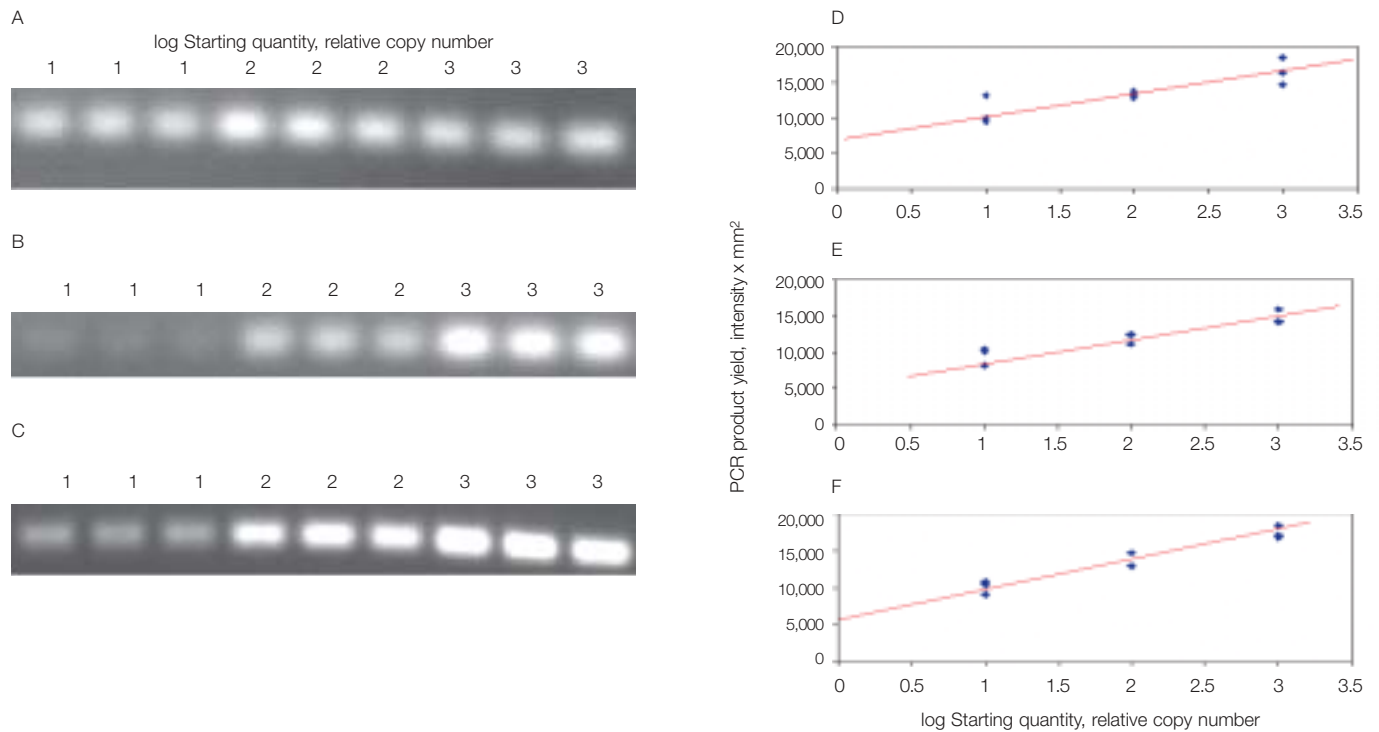 A
log Starting quantity, relative copy number
1 1 1 2 2 2 3 3 3
B
1 1 1 2 2 2 3 3 3
C
1 1 1 2 2 2 3 3 3
PCR product yield, intensity x mm²
D
20,000
15,000
10,000
5,000
0
0 0.5 1 1.5 2 2.5 3 3.5
E
20,000
15,000
10,000
5,000
0
0 0.5 1 1.5 2 2.5 3 3.5
F
20,000
15,000
10,000
5,000
0
0 0.5 1 1.5 2 2.5 3 3.5
log Starting quantity, relative copy number